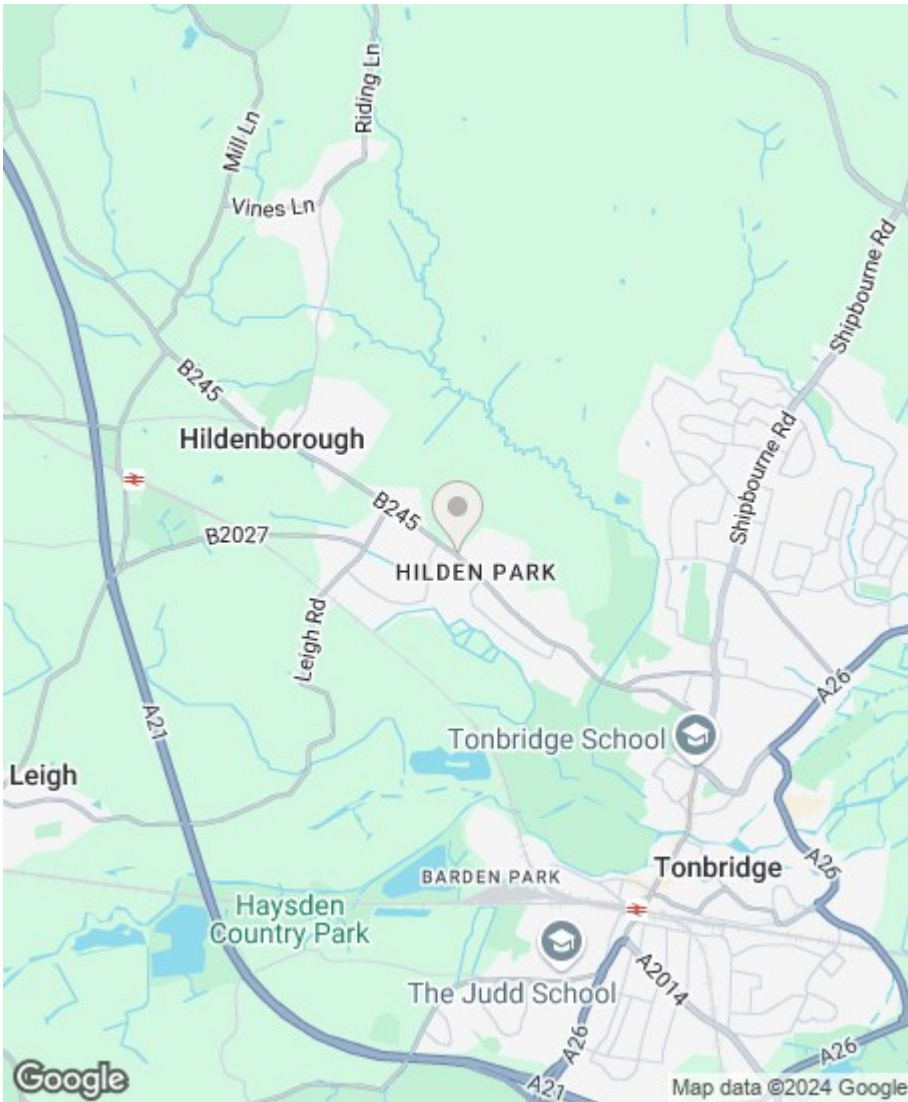 Riding Ln
Mill Ln
Vines Ln
Shipbourne Rd
B245
Hildenborough
Shipbourne Rd
B245
B2027
HILDEN PARK
Leigh Rd
A26
A21
Tonbridge School
Leigh
Tonbridge
A26
BARDEN PARK
Haysden
Country Park
The Judd School
A2014
A26
A26
A21
Google
Map data ©2024 Google